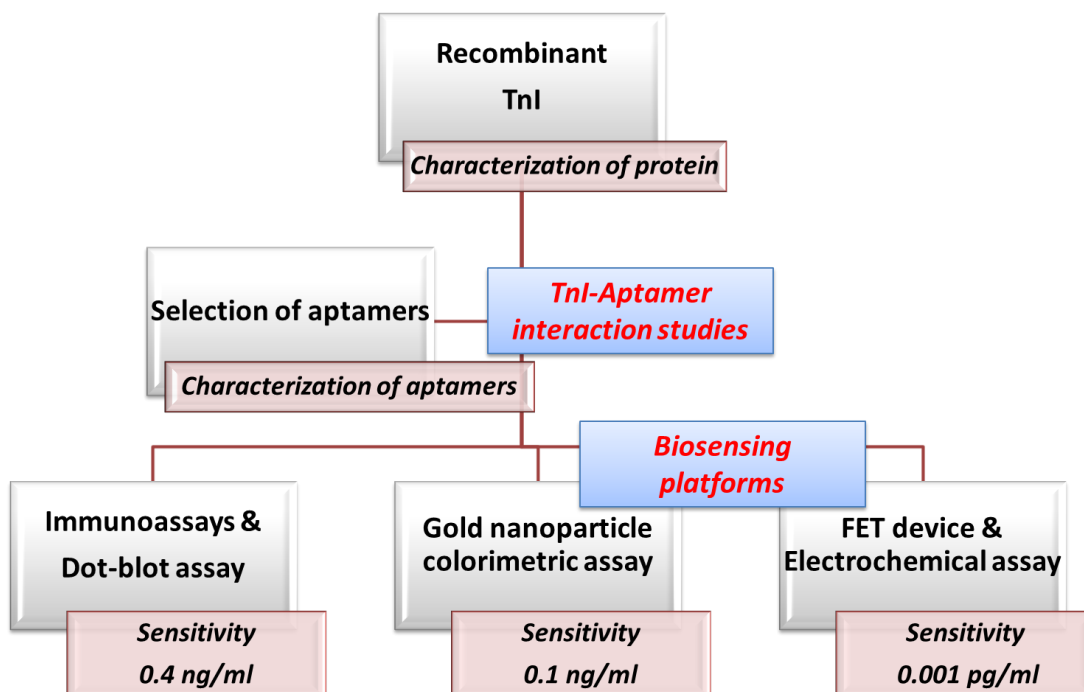 Recombinant
TnI
Characterization of protein
TnI-Aptamer
interaction studies
Selection of aptamers
Characterization of aptamers
Biosensing
platforms
Immunoassays &
Dot-blot assay
Sensitivity
0.4 ng/ml
Gold nanoparticle
colorimetric assay
Sensitivity
0.1 ng/ml
FET device &
Electrochemical assay
Sensitivity
0.001 pg/ml